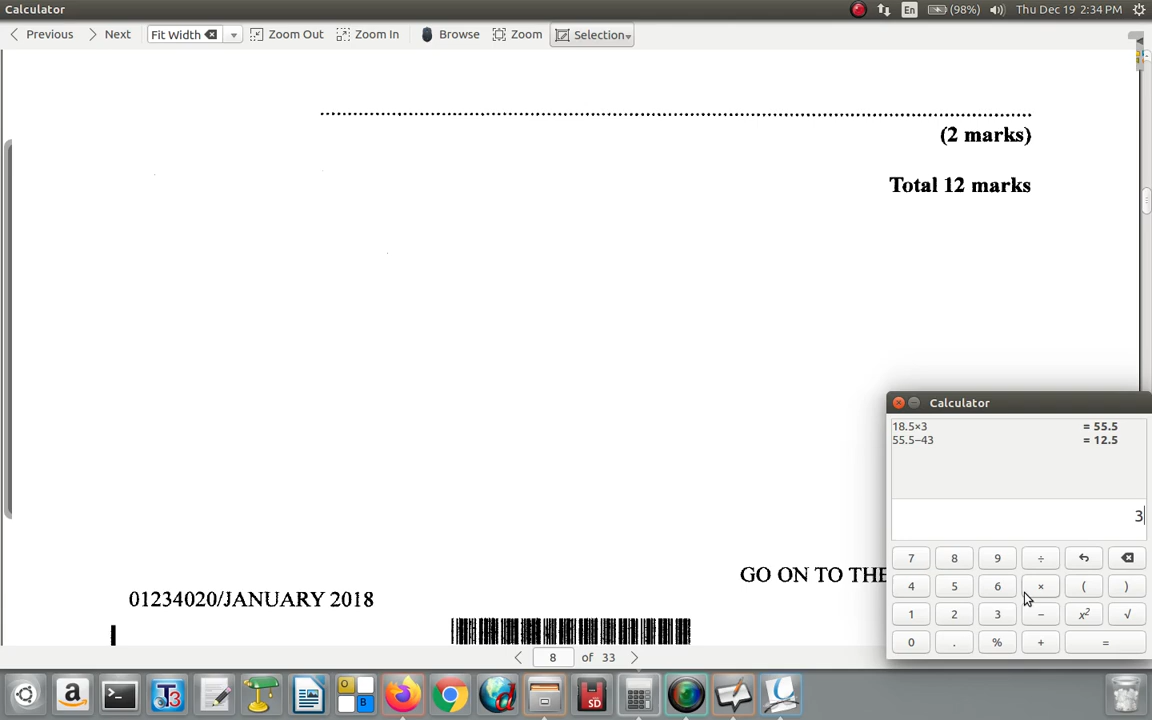 Calculator
En
(98%)
Thu Dec 19 2:34 PM
Previous
Next
Fit Width
Zoom Out
Zoom In
Browse
Zoom
Selection
(2 marks)
Total 12 marks
Calculator
18.5×3 = 55.5
55.5−43 = 12.5
3
7 8 9 ÷
4 5 6 × ( )
1 2 3 − x² √
0 . % + =
GO ON TO THE
01234020/JANUARY 2018
8 of 33
a
T3
O
B
SD